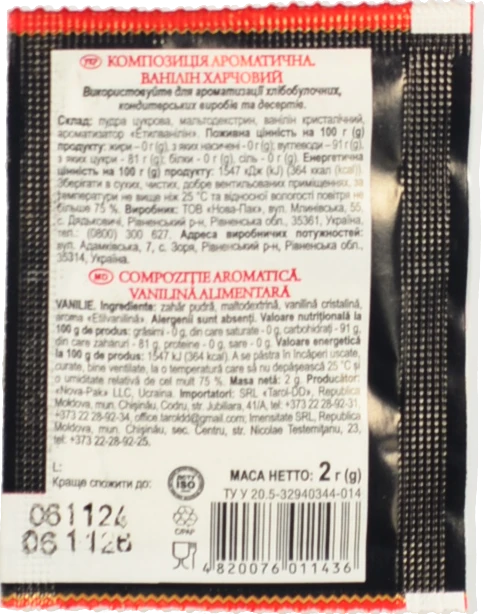 УКР КОМПОЗИЦІЯ АРОМАТИЧНА.
ВАНІЛІН ХАРЧОВИЙ
Використовуйте для ароматизації хлібобулочних,
кондитерських виробів та десертів.
Склад: пудра цукрова, мальтодекстрин, ванілін кристалічний,
ароматизатор «Етилванілін». Поживна цінність на 100 г (g)
продукту: жири - 0 г (g), з яких насичені - 0 г (g); вуглеводи – 91 г (g),
з яких цукри - 81 г (g); білки - 0 г (g), сіль - 0 г (g). Енергетична
цінність на 100 г (g) продукту: 1547 кДж (kJ) (364 ккал (kcal)).
Зберігати в сухих, чистих, добре вентильованих приміщеннях, за
температури не вище ніж 25 °С та відносної вологості повітря не
більше 75 %. Виробник: ТОВ «Нова-Пак», вул. Млинівська, 55,
с. Дядьковичі, Рівненський р-н, Рівненська обл., 35361, Україна,
тел.: (0800) 300 627. Адреса виробничих потужностей:
вул. Адамківська, 7, с. Зоря, Рівненський р-н, Рівненська обл.,
35314, Україна.
MD COMPOZIȚIE AROMATICĂ.
VANILINĂ ALIMENTARĂ
VANILIE. Ingrediente: zahăr pudră, maltodextrină, vanilină cristalină,
aroma «Etilvanilină». Alergenii sunt absenți. Valoare nutrițională la
100 g de produs: grăsimi - 0 g, din care saturate - 0 g, carbohidrați - 91 g,
din care zaharuri - 81 g, proteine - 0 g, sare - 0 g. Valoare energetică
la 100 g de produs: 1547 kJ (364 kcal). A se păstra în încăperi uscate,
curate, bine ventilate, la o temperatură care să nu depășească 25 °C și
o umiditate relativă de cel mult 75 %. Masa netă: 2 g. Producător:
«Nova-Pak» LLC, Ucraina. Importatori: SRL «Tarol-DD», Republica
Moldova, mun. Chișinău, Codru, str. Jubiliara, 41/A, tel: +373 22 28-92-31,
+373 22 28-92-34, office.taroldd@gmail.com; Imensitate SRL, Republica
Moldova, mun. Chișinău, sec. Centru, str. Nicolae Testemițanu, 23,
tel: +373 22-28-92-25.
L:
Краще спожити до:
ДСТУ
ISO
МАСА НЕТТО: 2 г (g)
ТУ У 20.5-32940344-014
061124
061126
C/PAP
4 820076 011436